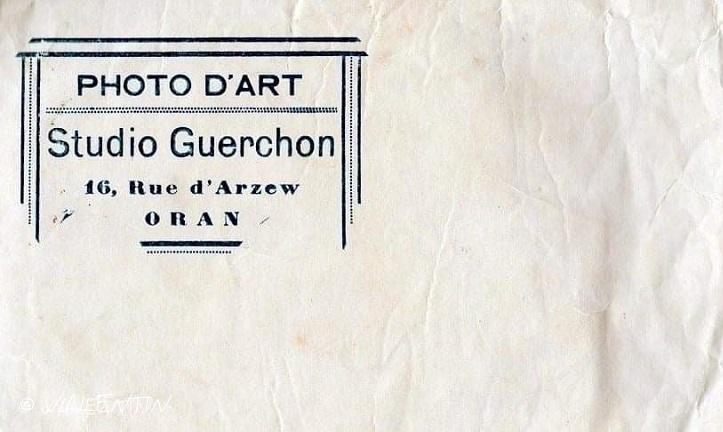 PHOTO D'ART
Studio Guerchon
16, Rue d'Arzew
ORAN